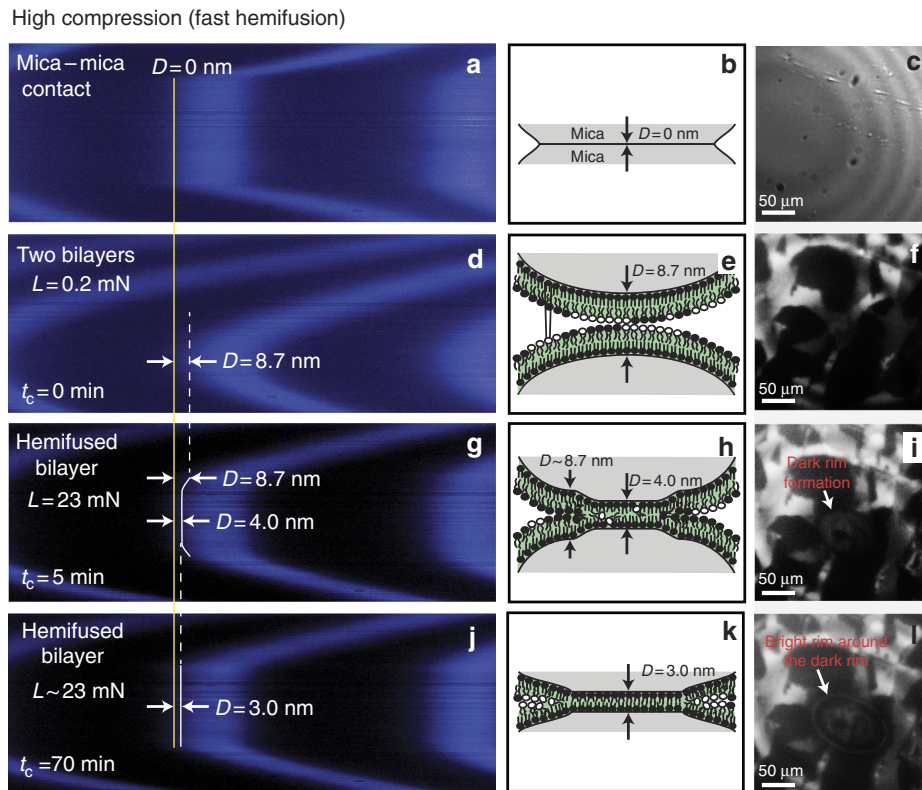 High compression (fast hemifusion)
Mica–mica
contact
D=0 nm
a
b
Mica
D=0 nm
Mica
c
50 μm
Two bilayers
L=0.2 mN
D=8.7 nm
t_c=0 min
d
e
D=8.7 nm
f
50 μm
Hemifused
bilayer
L=23 mN
D=8.7 nm
D=4.0 nm
t_c=5 min
g
h
D~8.7 nm
D=4.0 nm
i
Dark rim
formation
50 μm
Hemifused
bilayer
L~23 mN
D=3.0 nm
t_c=70 min
j
k
D=3.0 nm
l
Bright rim around
the dark rim
50 μm